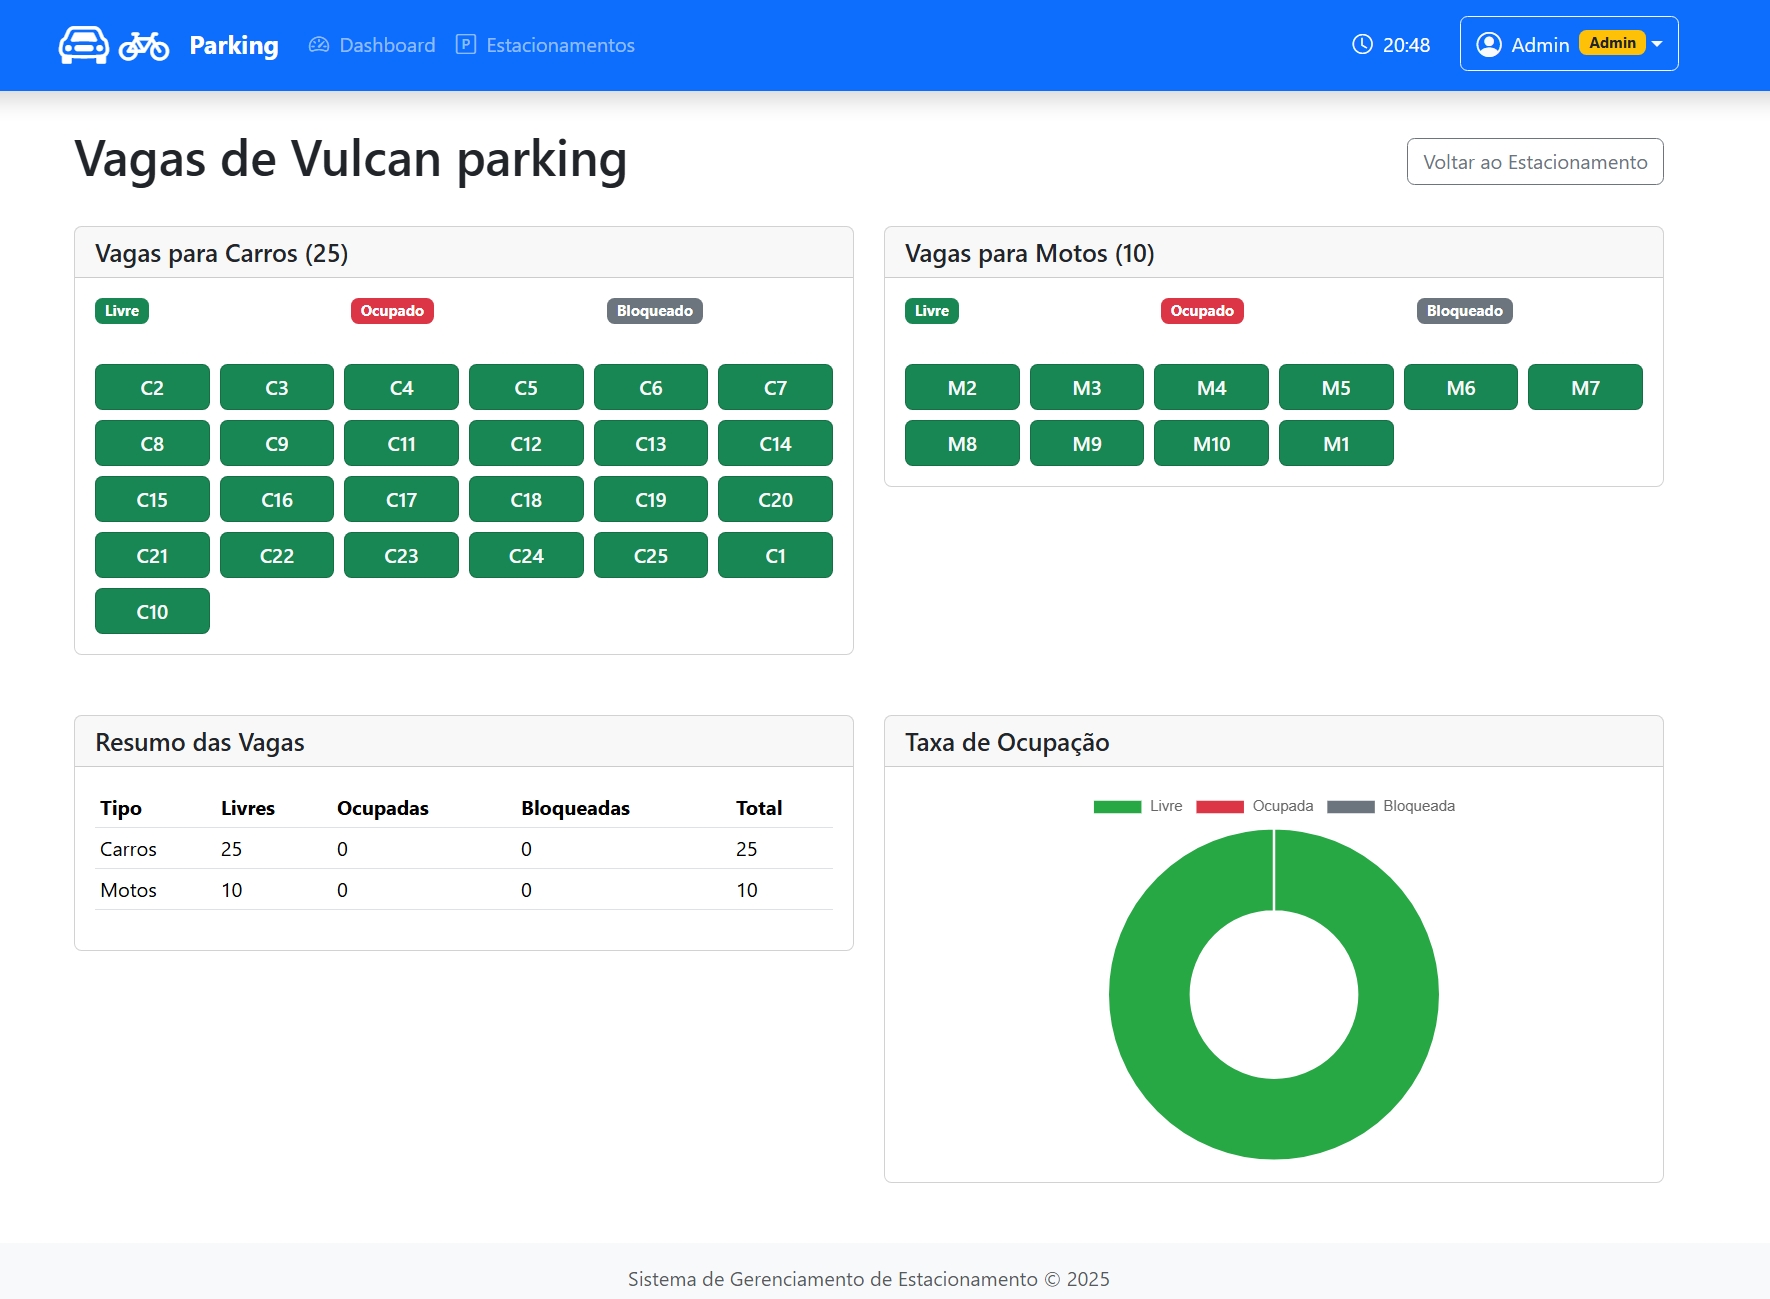 Parking Dashboard P Estacionamentos 20:48 Admin Admin
Vagas de Vulcan parking Voltar ao Estacionamento
Vagas para Carros (25)
Livre Ocupado Bloqueado
C2 C3 C4 C5 C6 C7
C8 C9 C11 C12 C13 C14
C15 C16 C17 C18 C19 C20
C21 C22 C23 C24 C25 C1
C10
Vagas para Motos (10)
Livre Ocupado Bloqueado
M2 M3 M4 M5 M6 M7
M8 M9 M10 M1
Resumo das Vagas
Tipo Livres Ocupadas Bloqueadas Total
Carros 25 0 0 25
Motos 10 0 0 10
Taxa de Ocupação
Livre Ocupada Bloqueada
Sistema de Gerenciamento de Estacionamento © 2025